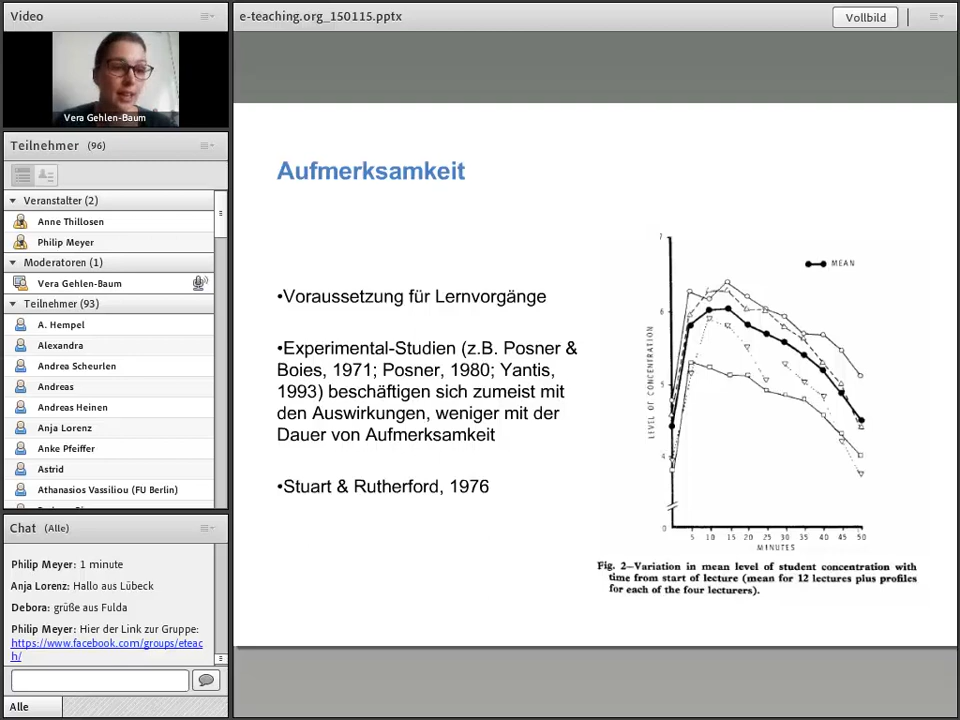 Video
Vera Gehlen-Baum
Teilnehmer (96)
Veranstalter (2)
Anne Thillosen
Philip Meyer
Moderatoren (1)
Vera Gehlen-Baum
Teilnehmer (93)
A. Hempel
Alexandra
Andrea Scheurlen
Andreas
Andreas Heinen
Anja Lorenz
Anke Pfeiffer
Astrid
Athanasios Vassiliou (FU Berlin)
Chat (Alle)
Philip Meyer: 1 minute
Anja Lorenz: Hallo aus Lübeck
Debora: grüße aus Fulda
Philip Meyer: Hier der Link zur Gruppe:
https://www.facebook.com/groups/eteac
h/
Alle
e-teaching.org_150115.pptx
Vollbild
Aufmerksamkeit
•Voraussetzung für Lernvorgänge
•Experimental-Studien (z.B. Posner &
Boies, 1971; Posner, 1980; Yantis,
1993) beschäftigen sich zumeist mit
den Auswirkungen, weniger mit der
Dauer von Aufmerksamkeit
•Stuart & Rutherford, 1976
MEAN
LEVEL OF CONCENTRATION
7
6
5
4
0
5 10 15 20 25 30 35 40 45 50
MINUTES
Fig. 2—Variation in mean level of student concentration with
time from start of lecture (mean for 12 lectures plus profiles
for each of the four lecturers).